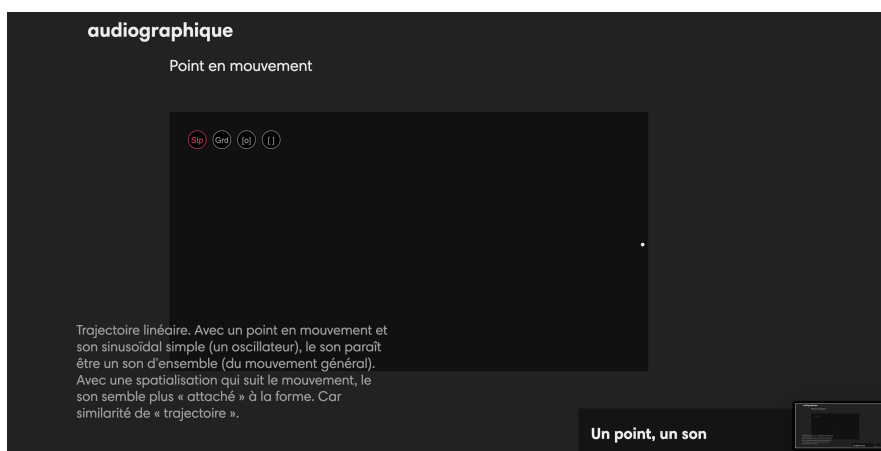 audiographique
Point en mouvement
Stp Grd [o] [ ]
Trajectoire linéaire. Avec un point en mouvement et
son sinusoïdal simple (un oscillateur), le son paraît
être un son d'ensemble (du mouvement général).
Avec une spatialisation qui suit le mouvement, le
son semble plus « attaché » à la forme. Car
similarité de « trajectoire ».
Un point, un son